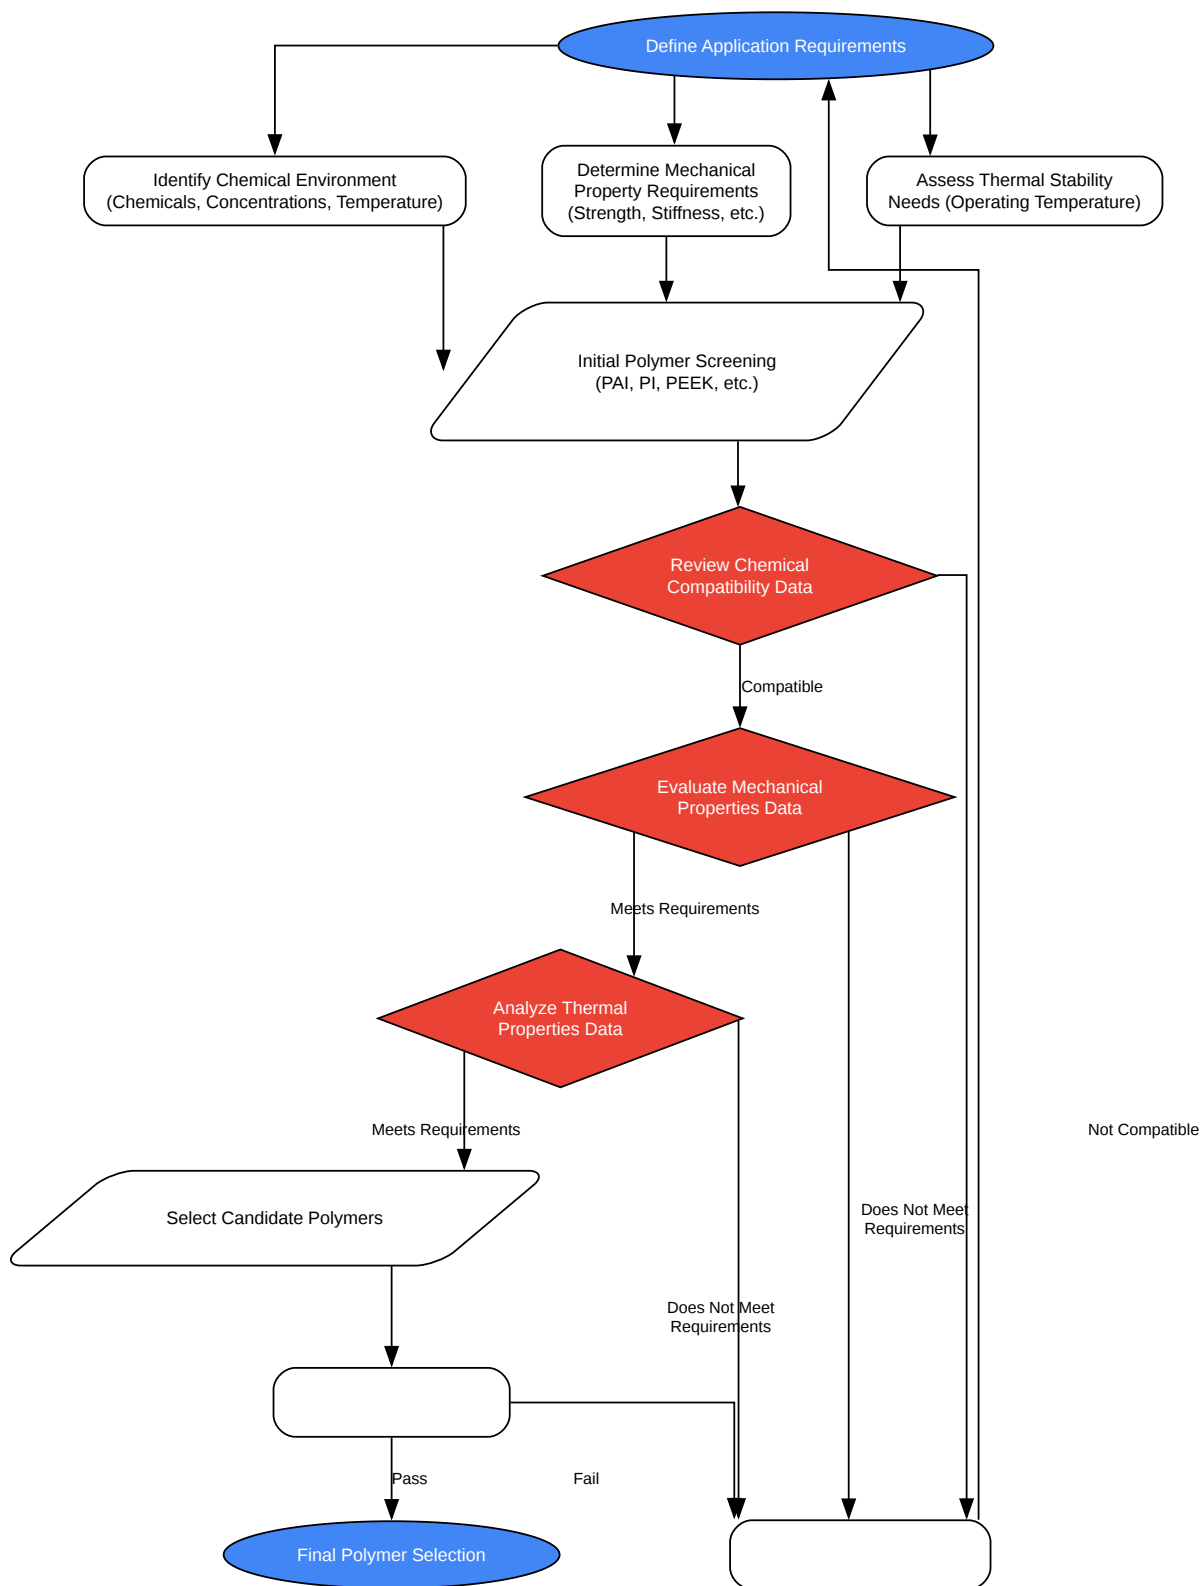 Define Application Requirements
Identify Chemical Environment
(Chemicals, Concentrations, Temperature)
Determine Mechanical
Property Requirements
(Strength, Stiffness, etc.)
Assess Thermal Stability
Needs (Operating Temperature)
Initial Polymer Screening
(PAI, PI, PEEK, etc.)
Review Chemical
Compatibility Data
Compatible
Evaluate Mechanical
Properties Data
Meets Requirements
Analyze Thermal
Properties Data
Meets Requirements
Not Compatible
Select Candidate Polymers
Does Not Meet
Requirements
Does Not Meet
Requirements
Pass
Fail
Final Polymer Selection